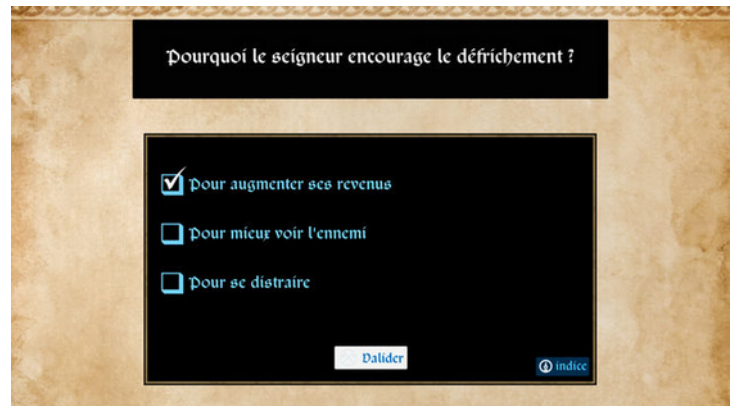 Pourquoi le seigneur encourage le défrichement ?
Pour augmenter ses revenus
Pour mieux voir l'ennemi
Pour se distraire
Valider
indice